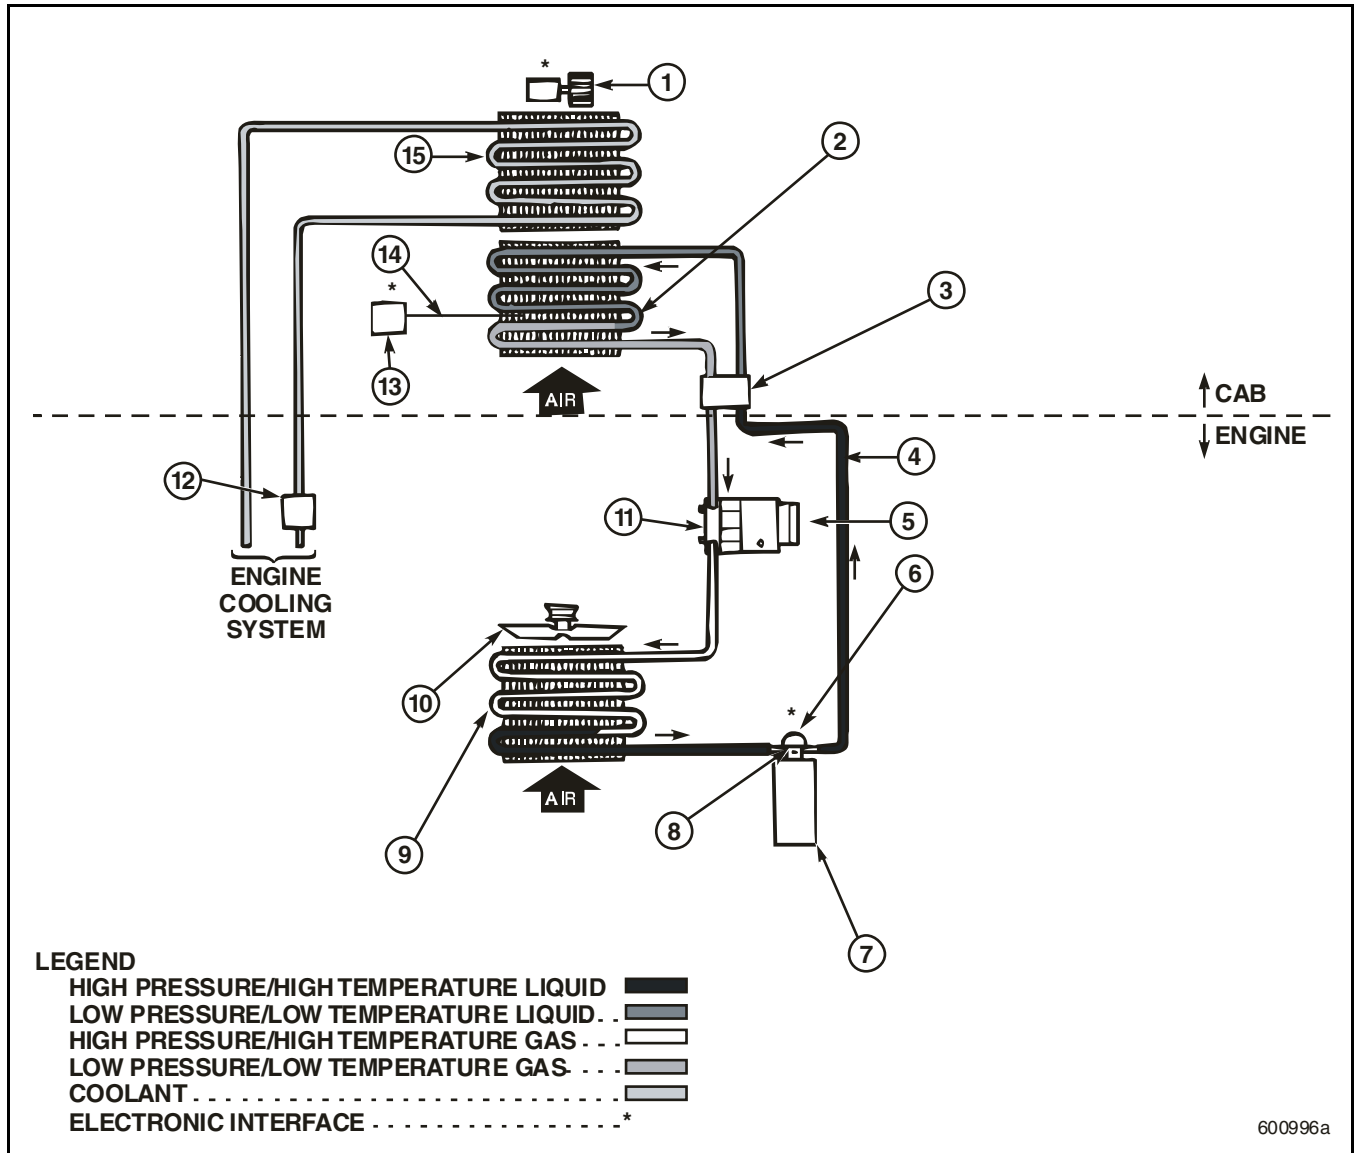 *
1
2
15
14
*
3
13
AIR
CAB
ENGINE
4
12
11
5
ENGINE
COOLING
SYSTEM
6
10
*
AIR
8
9
7
LEGEND
HIGH PRESSURE/HIGH TEMPERATURE LIQUID
LOW PRESSURE/LOW TEMPERATURE LIQUID. . .
HIGH PRESSURE/HIGH TEMPERATURE GAS - - -
LOW PRESSURE/LOW TEMPERATURE GAS- - - -
COOLANT . . . . . . . . . . . . . . . . . . . . . . . . . . . .
ELECTRONIC INTERFACE - - - - - - - - - - - - - - - - *
600996a